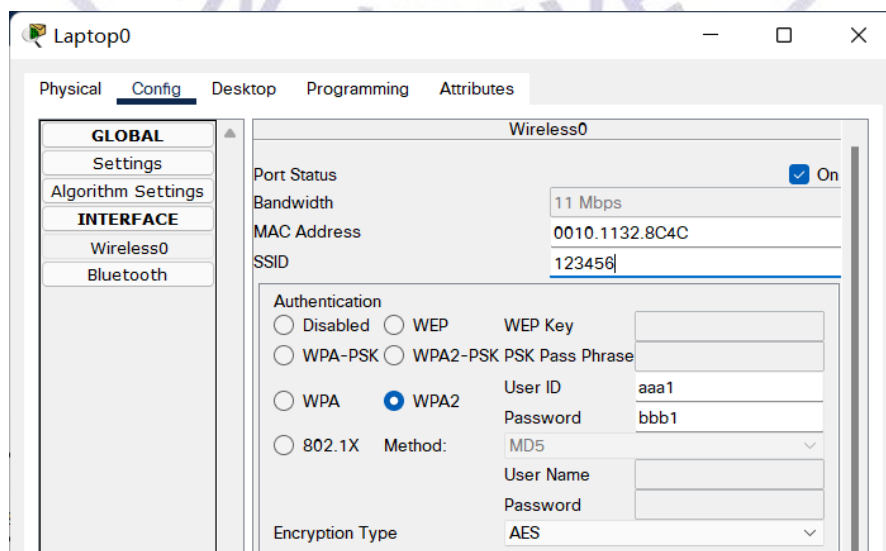 Laptop0
Physical Config Desktop Programming Attributes
GLOBAL
Settings
Algorithm Settings
INTERFACE
Wireless0
Bluetooth
Wireless0
Port Status On
Bandwidth 11 Mbps
MAC Address 0010.1132.8C4C
SSID 123456
Authentication
Disabled WEP WEP Key
WPA-PSK WPA2-PSK PSK Pass Phrase
WPA WPA2 User ID aaa1
Password bbb1
802.1X Method: MD5
User Name
Password
Encryption Type AES